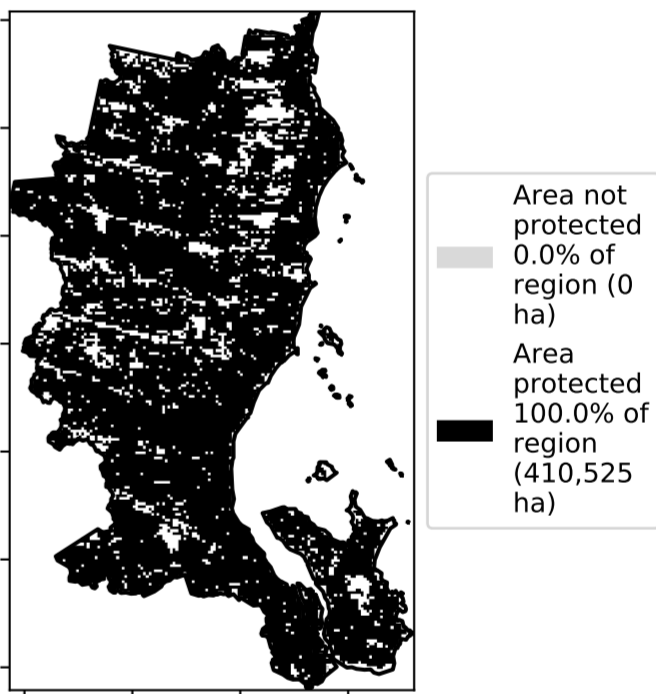 Area not
protected
0.0% of
region (0
ha)
Area
protected
100.0% of
region
(410,525
ha)